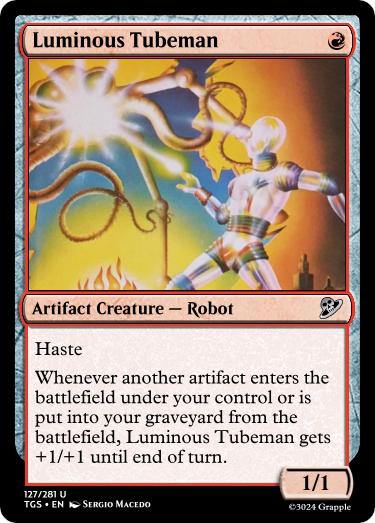 Luminous Tubeman
Artifact Creature — Robot
Haste
Whenever another artifact enters the
battlefield under your control or is
put into your graveyard from the
battlefield, Luminous Tubeman gets
+1/+1 until end of turn.
1/1
127/281 U
TGS • EN Sergio Macedo
©3024 Grapple